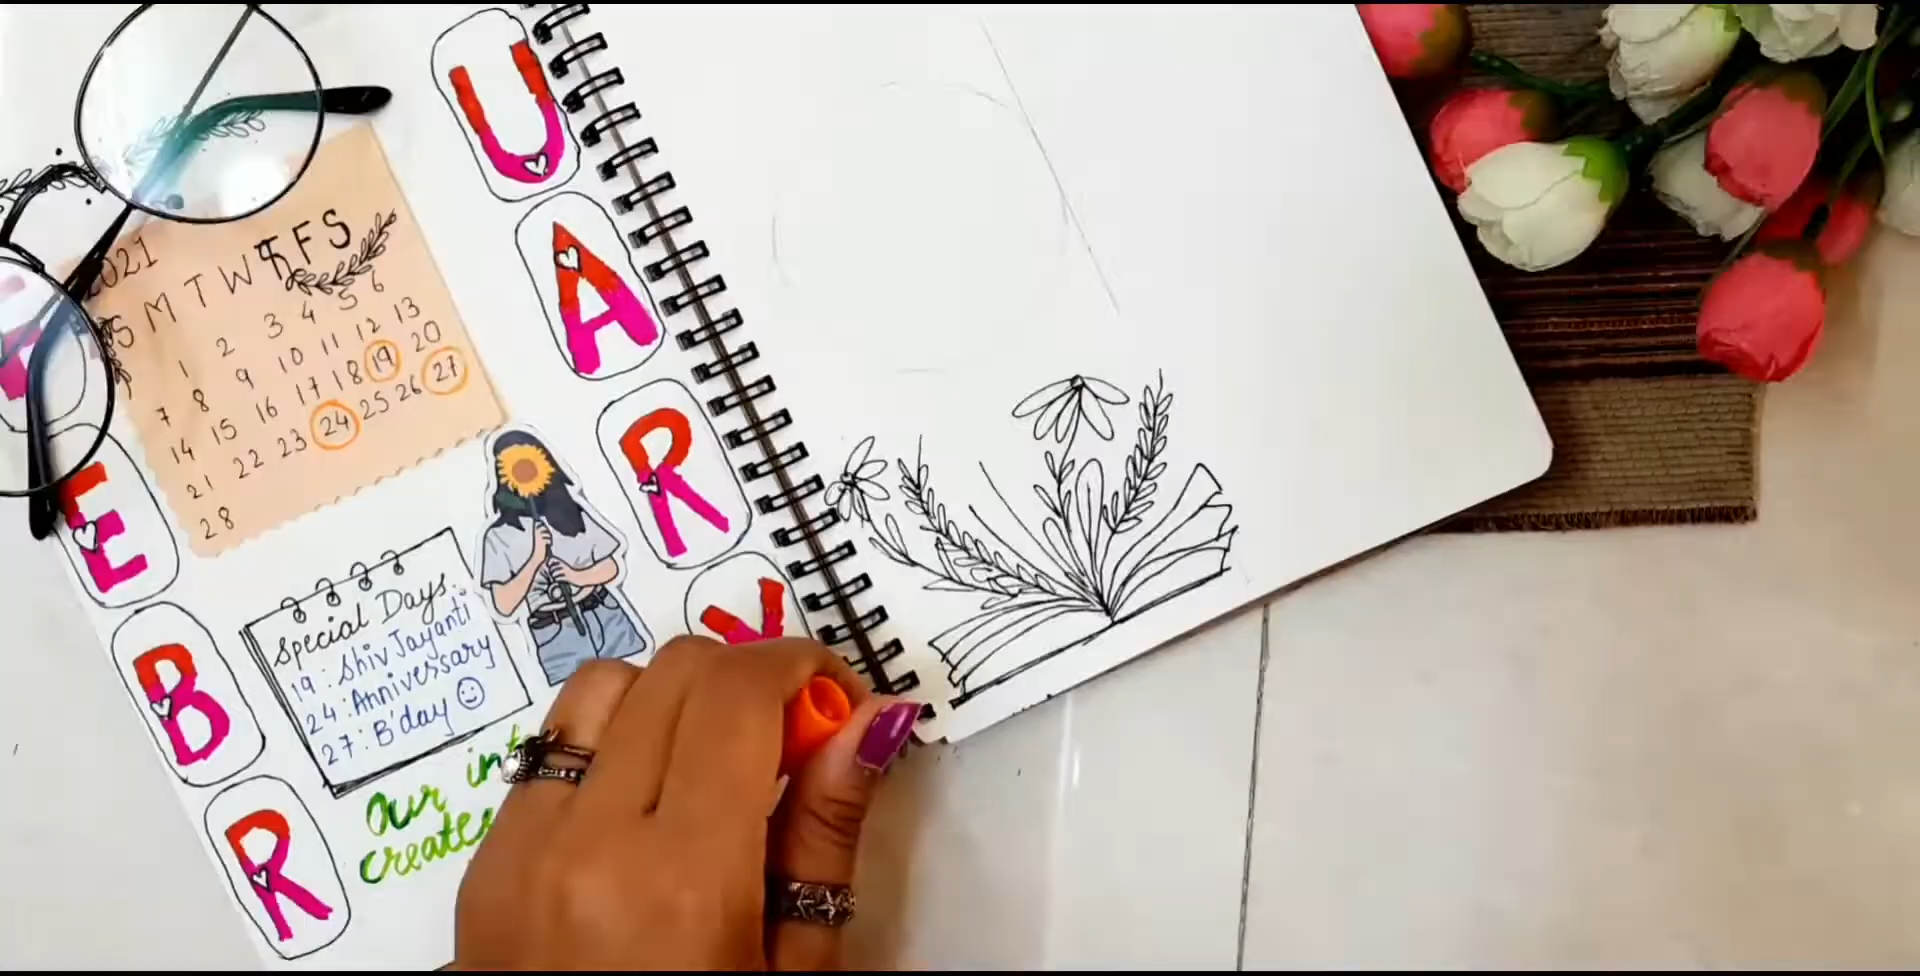 F
E
B
R
U
A
R
Y
2021
S M T W T F S
1 2 3 4 5 6
7 8 9 10 11 12 13
14 15 16 17 18 19 20
21 22 23 24 25 26 27
28
Special Days.
19: Shiv Jayanti
24: Anniversary
27: B'day
Our